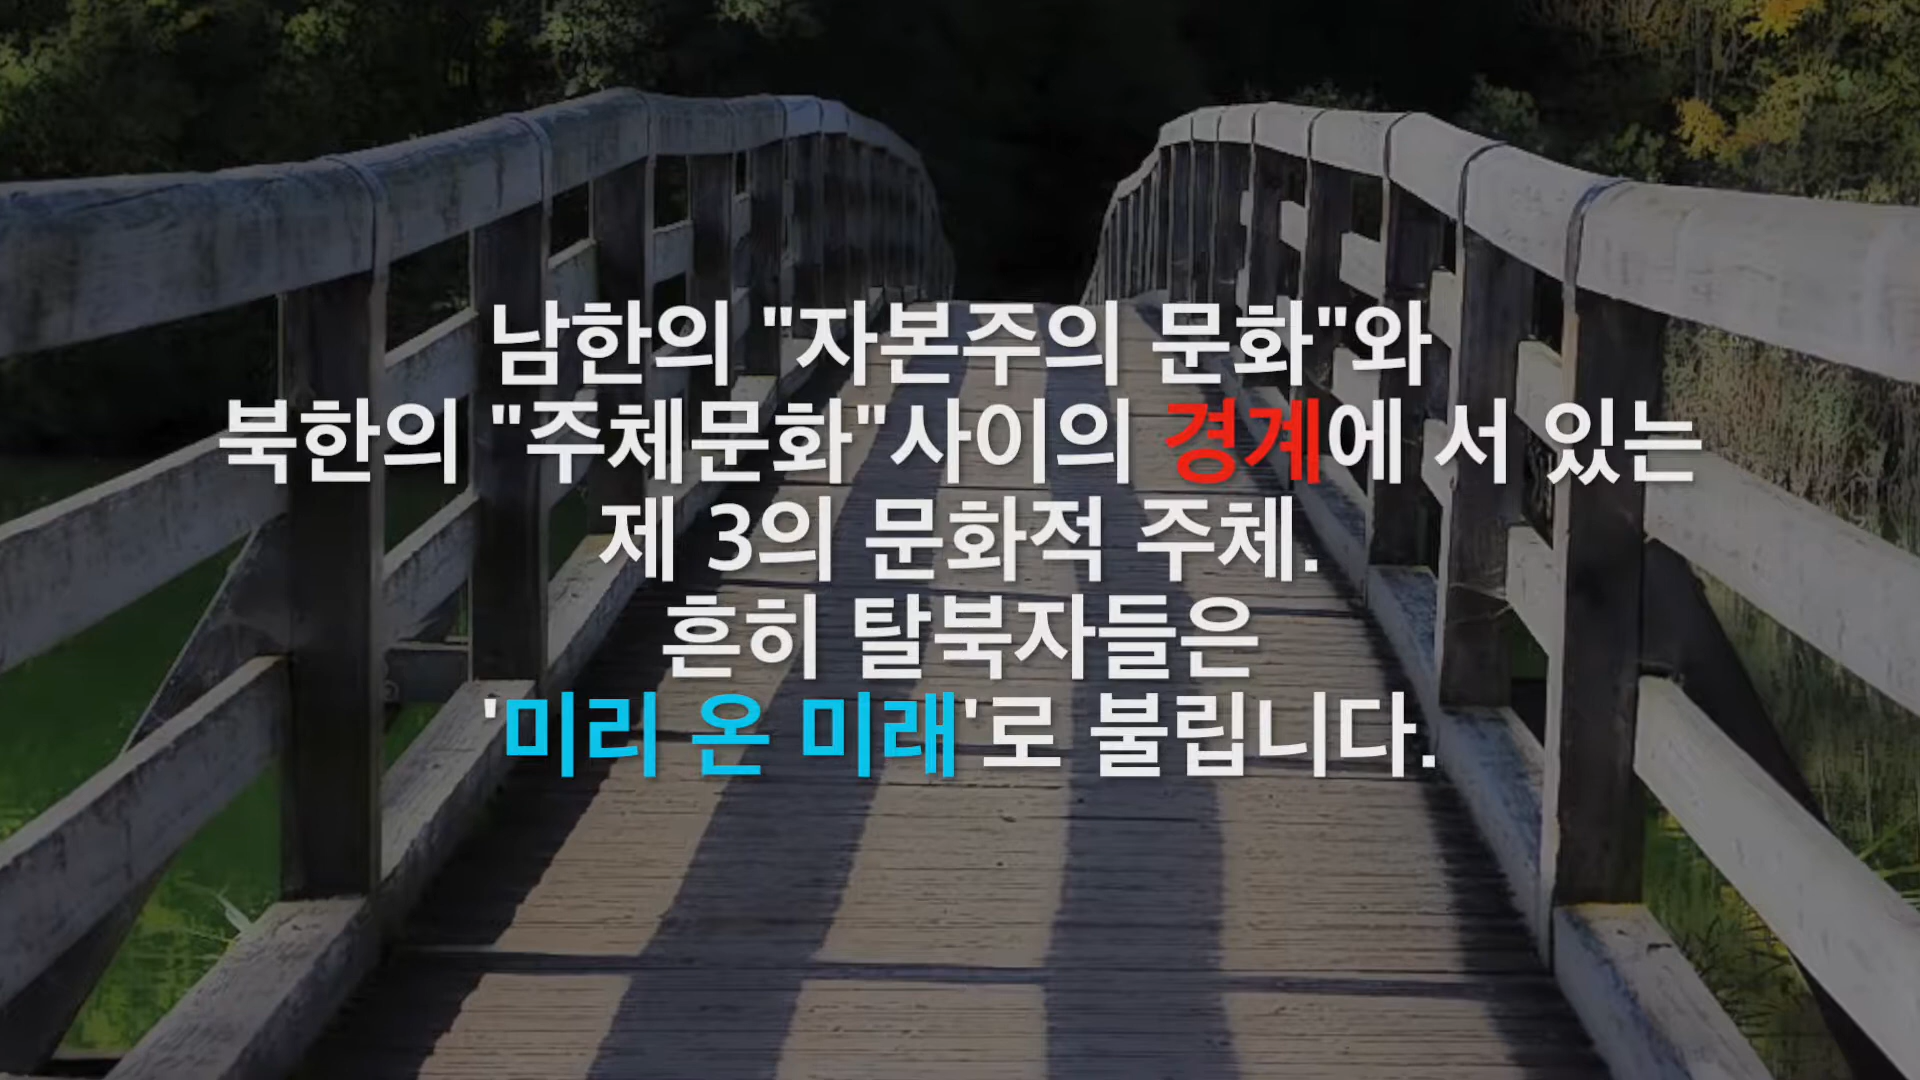 남한의 "자본주의 문화"와
북한의 "주체문화"사이의 경계에 서 있는
제 3의 문화적 주체.
흔히 탈북자들은
'미리 온 미래'로 불립니다.